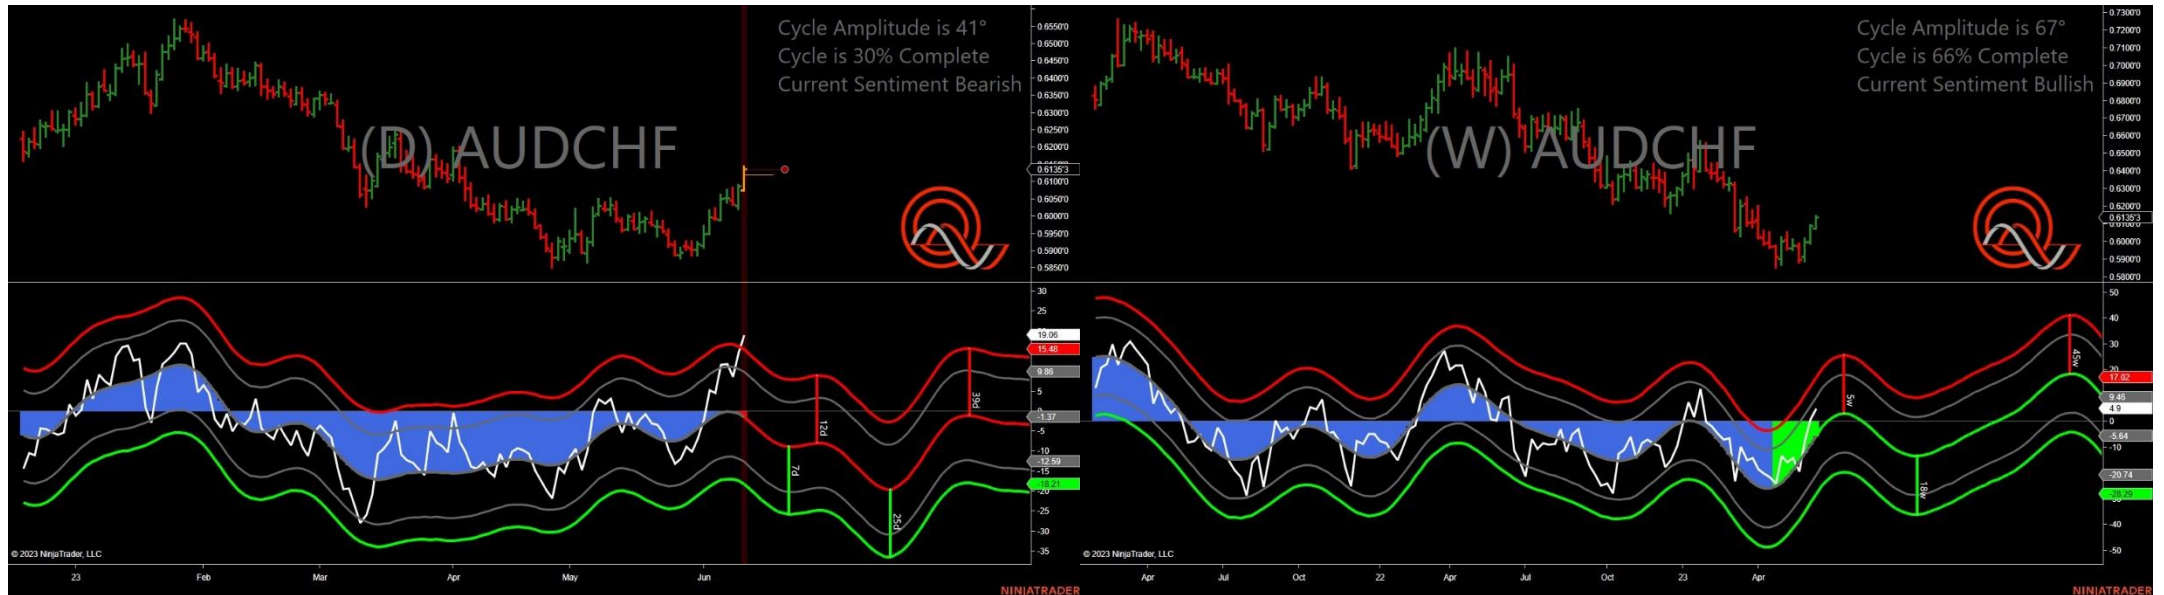 Cycle Amplitude is 41°
Cycle is 30% Complete
Current Sentiment Bearish
(D) AUDCHF
0.6550'0
0.6500'0
0.6450'0
0.6400'0
0.6350'0
0.6300'0
0.6250'0
0.6200'0
0.6135'3
0.6100'0
0.6050'0
0.6000'0
0.5950'0
0.5900'0
0.5850'0
30
25
19.06
15.48
9.86
5
-1.37
-5
-10
-12.59
-15
-18.21
-20
-25
-30
-35
12d
7d
25d
39d
© 2023 NinjaTrader, LLC
23 Feb Mar Apr May Jun
NINJATRADER
Cycle Amplitude is 67°
Cycle is 66% Complete
Current Sentiment Bullish
(W) AUDCHF
0.7300'0
0.7200'0
0.7100'0
0.7000'0
0.6900'0
0.6800'0
0.6700'0
0.6600'0
0.6500'0
0.6400'0
0.6300'0
0.6200'0
0.6135'3
0.6000'0
0.5900'0
0.5800'0
50
40
30
20
17.02
9.46
4.9
0
-5.64
-10
-20.74
-28.29
-40
-50
5w
18w
45w
© 2023 NinjaTrader, LLC
Apr Jul Oct 22 Apr Jul Oct 23 Apr
NINJATRADER